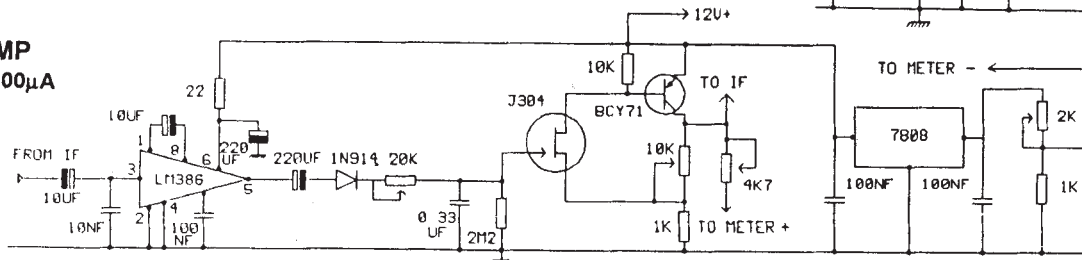 MP
00µA
12V+
TO METER -
10K
22
J304
TO IF
BCY71
10UF
1
8
220
UF
7808
2K
FROM IF
6
220UF
1N914
20K
3
LM386
5
10K
4K7
100NF
100NF
1K
10UF
2
4
10NF
100
NF
0.33
UF
2M2
1K
TO METER +